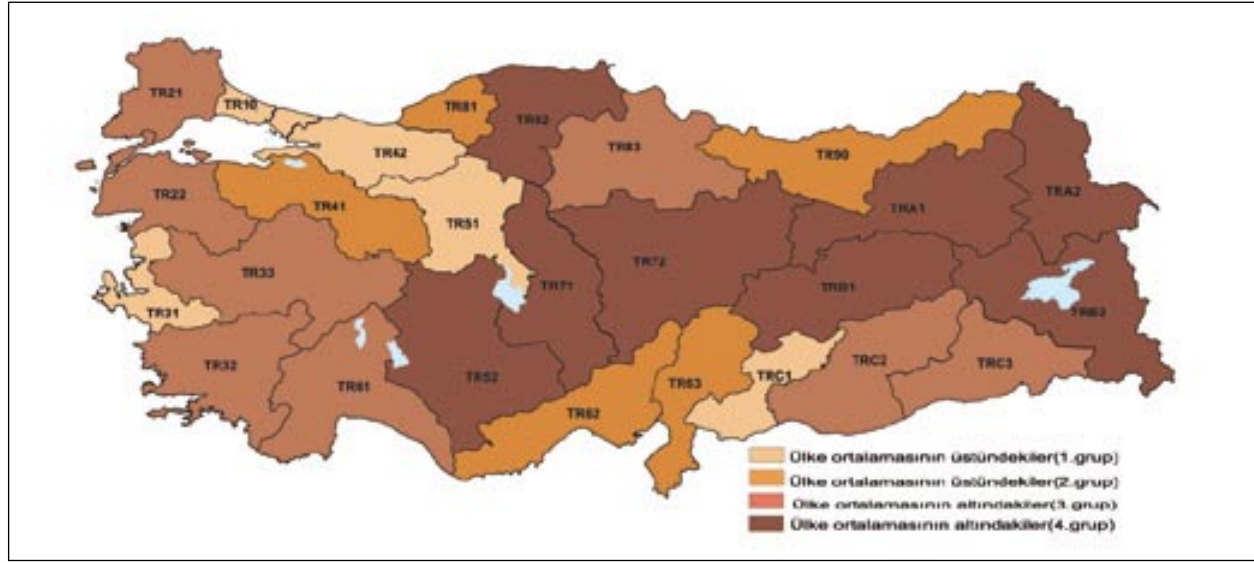 TR21
TR10
TR81
TR82
TR42
TR83
TR90
TRA2
TR22
TR41
TRA1
TR51
TR33
TR72
TR71
TRB1
TRB2
TR31
TR32
TR61
TR52
TRC1
TRC2
TRC3
TR63
TR62
Ülke ortalamasının üstündekiler(1.grup)
Ülke ortalamasının üstündekiler(2.grup)
Ülke ortalamasının altındakiler(3.grup)
Ülke ortalamasının altındakiler(4.grup)